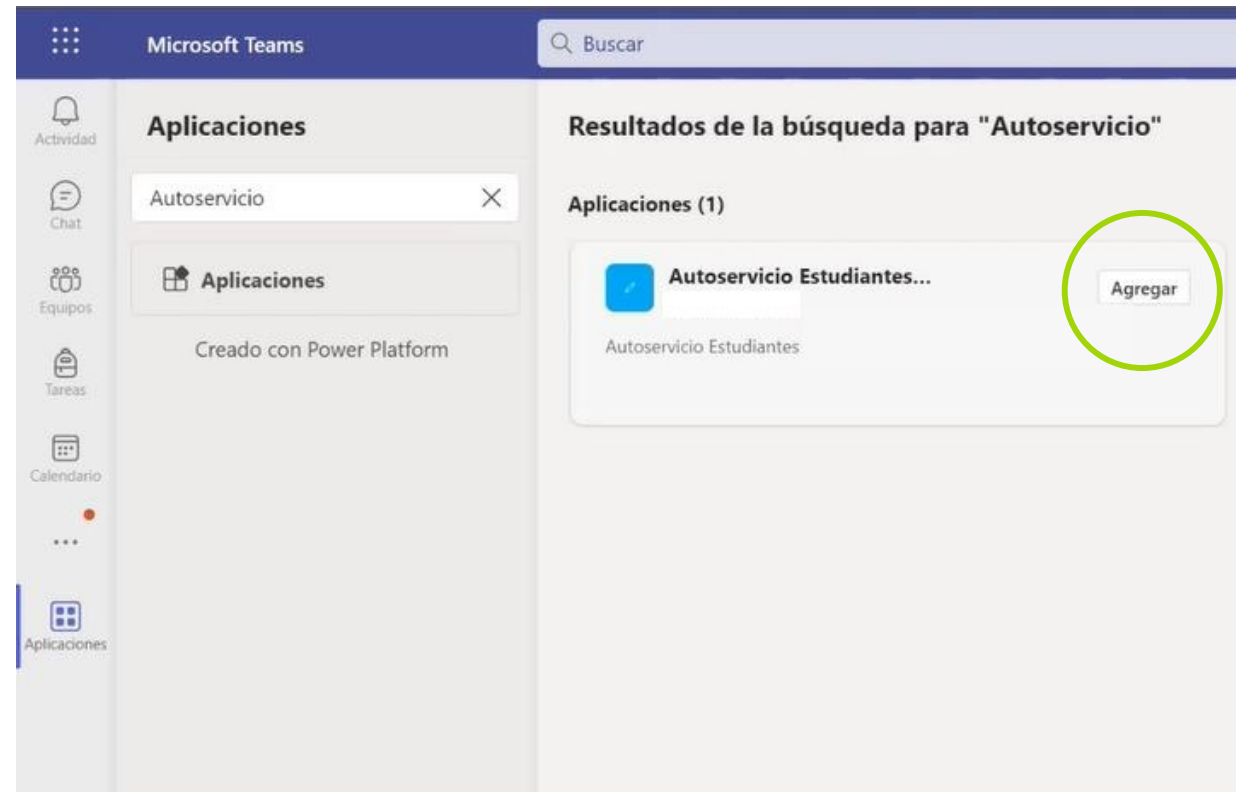 Microsoft Teams
Buscar
Actividad
Chat
Equipos
Tareas
Calendario
...
Aplicaciones
Aplicaciones
Autoservicio
Aplicaciones
Creado con Power Platform
Resultados de la búsqueda para "Autoservicio"
Aplicaciones (1)
Autoservicio Estudiantes...
Agregar
Autoservicio Estudiantes